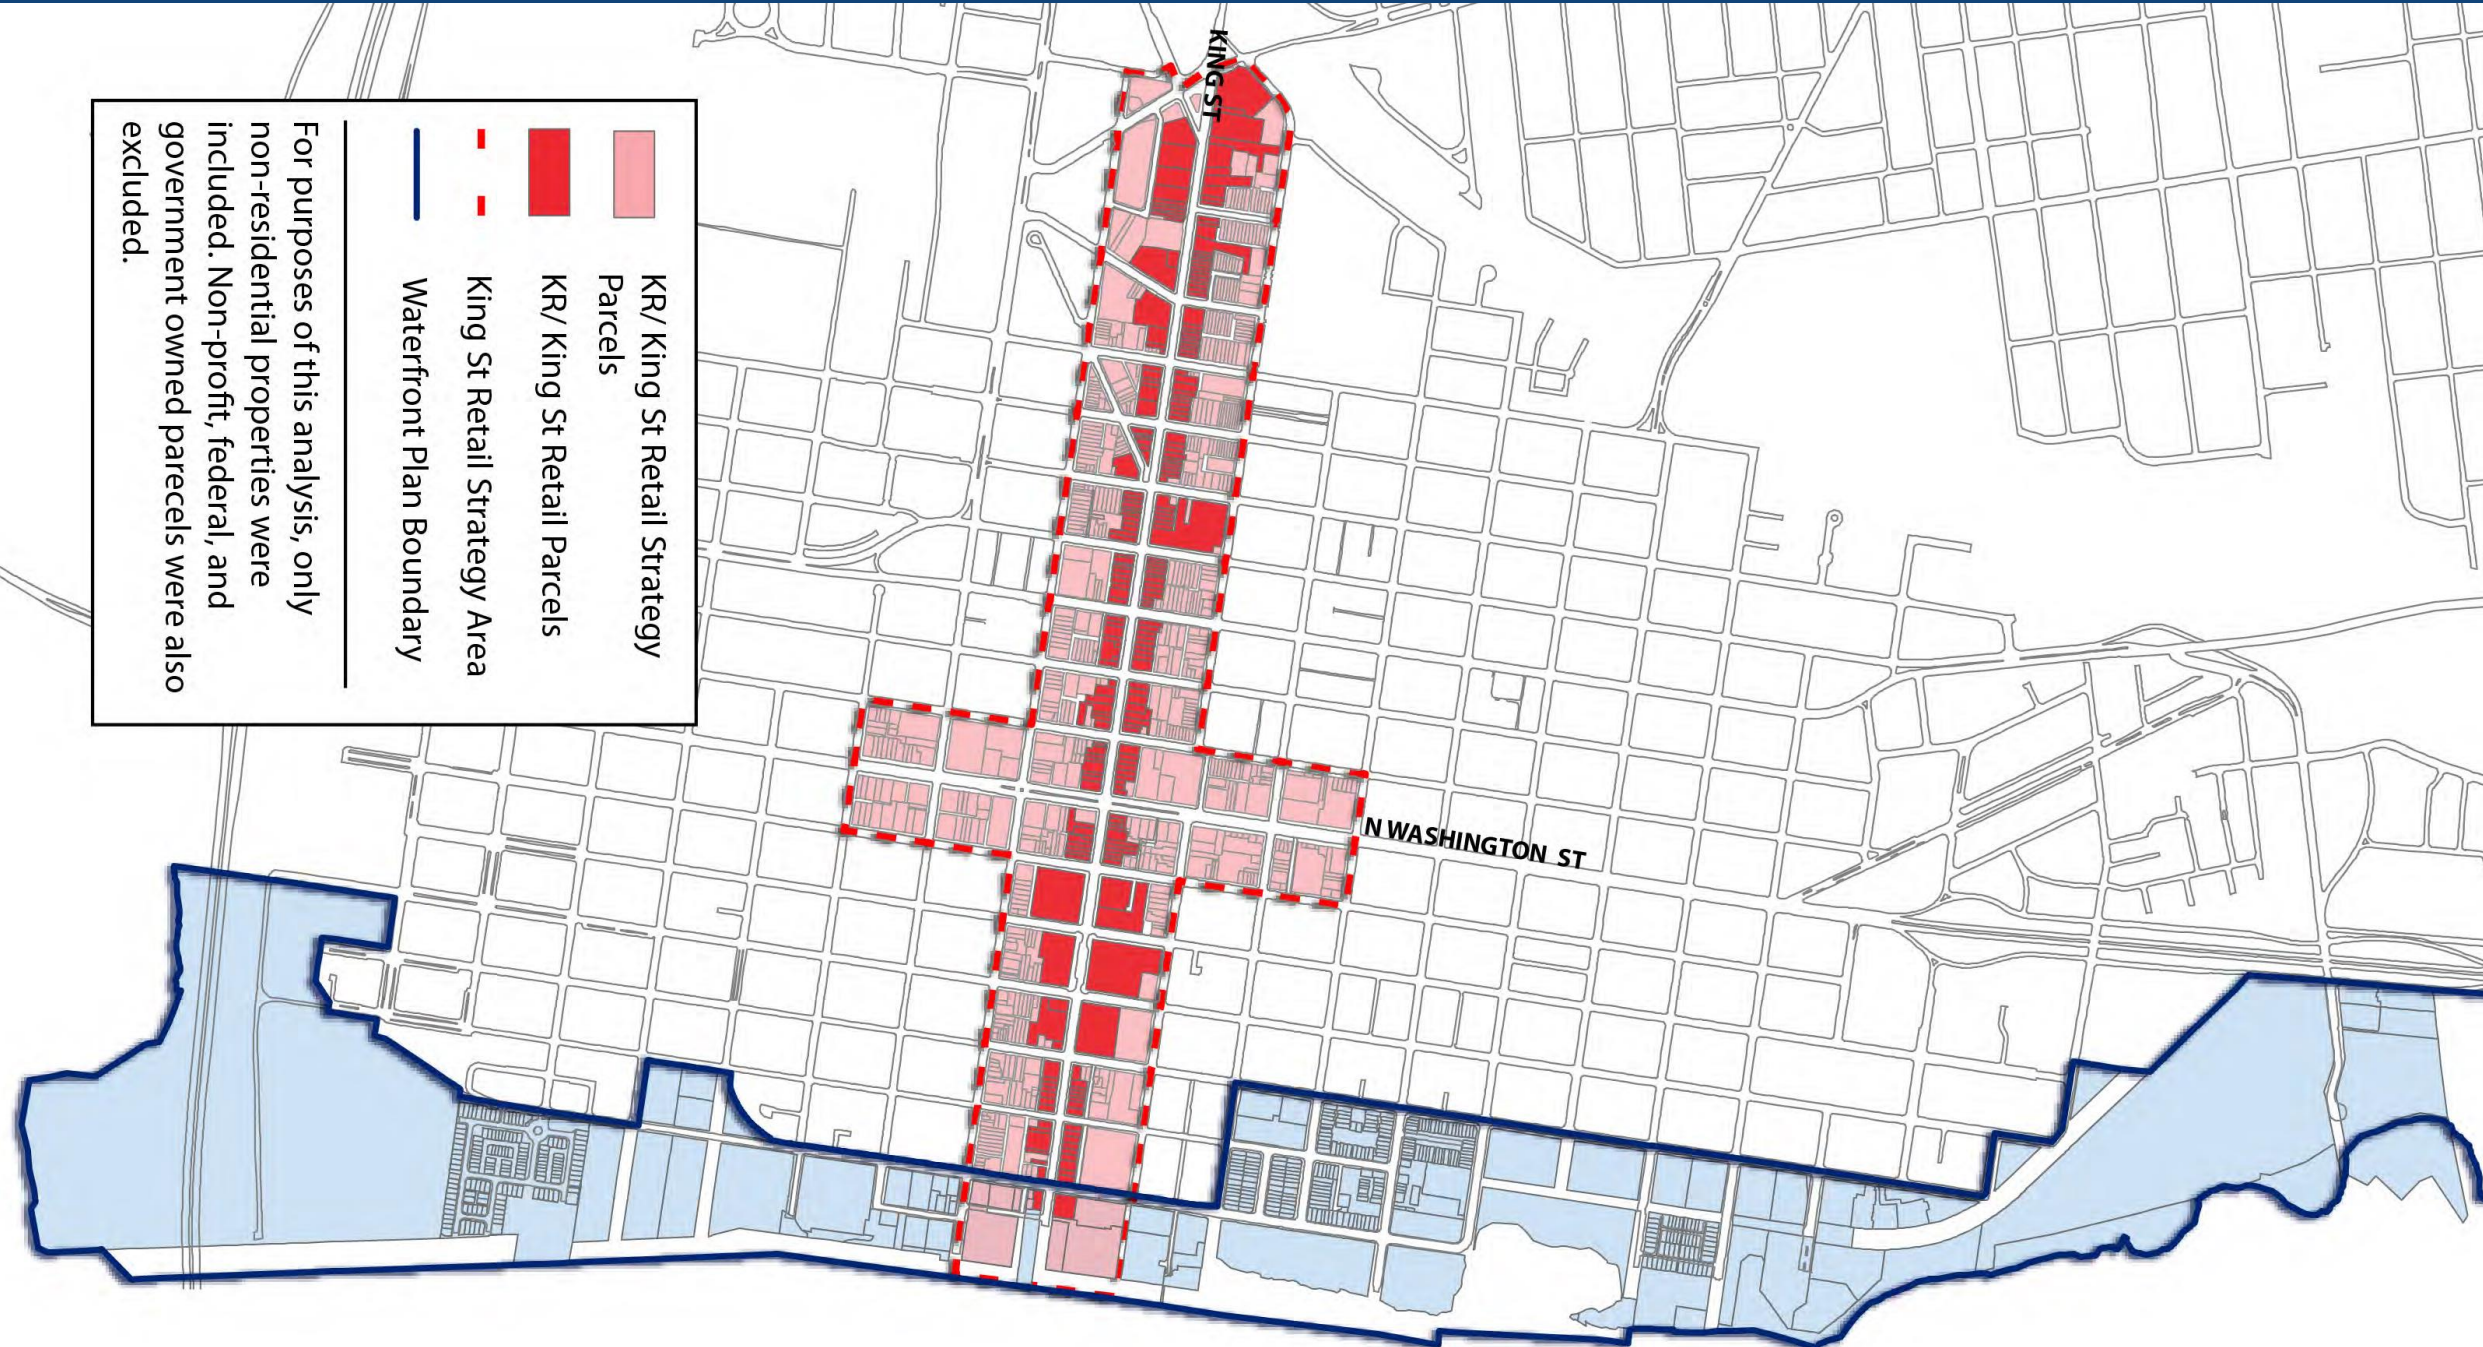 KING ST
N WASHINGTON ST
KR/ King St Retail Strategy
Parcels
KR/ King St Retail Parcels
King St Retail Strategy Area
Waterfront Plan Boundary
For purposes of this analysis, only
non-residential properties were
included. Non-profit, federal, and
government owned parecels were also
excluded.